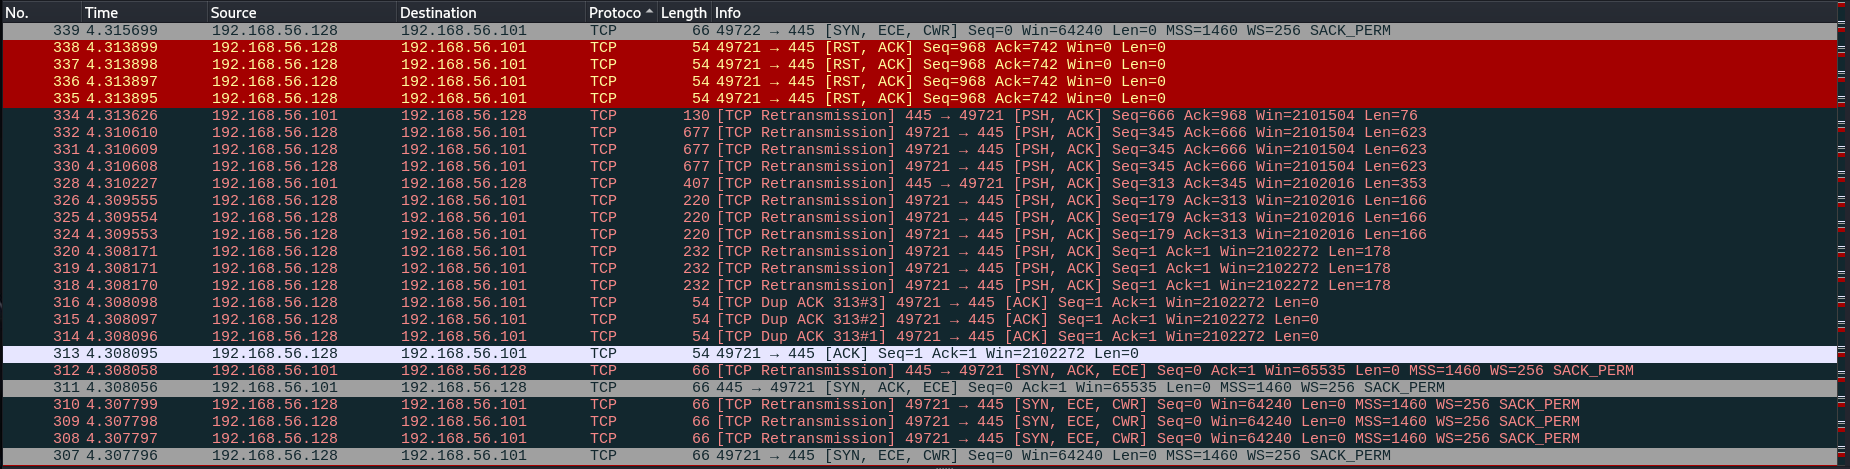 No. Time Source Destination Protoco Length Info
339 4.315699 192.168.56.128 192.168.56.101 TCP 66 49722 → 445 [SYN, ECE, CWR] Seq=0 Win=64240 Len=0 MSS=1460 WS=256 SACK_PERM
338 4.313899 192.168.56.128 192.168.56.101 TCP 54 49721 → 445 [RST, ACK] Seq=968 Ack=742 Win=0 Len=0
337 4.313898 192.168.56.128 192.168.56.101 TCP 54 49721 → 445 [RST, ACK] Seq=968 Ack=742 Win=0 Len=0
336 4.313897 192.168.56.128 192.168.56.101 TCP 54 49721 → 445 [RST, ACK] Seq=968 Ack=742 Win=0 Len=0
335 4.313895 192.168.56.128 192.168.56.101 TCP 54 49721 → 445 [RST, ACK] Seq=968 Ack=742 Win=0 Len=0
334 4.313626 192.168.56.101 192.168.56.128 TCP 130 [TCP Retransmission] 445 → 49721 [PSH, ACK] Seq=666 Ack=968 Win=2101504 Len=76
332 4.310610 192.168.56.128 192.168.56.101 TCP 677 [TCP Retransmission] 49721 → 445 [PSH, ACK] Seq=345 Ack=666 Win=2101504 Len=623
331 4.310609 192.168.56.128 192.168.56.101 TCP 677 [TCP Retransmission] 49721 → 445 [PSH, ACK] Seq=345 Ack=666 Win=2101504 Len=623
330 4.310608 192.168.56.128 192.168.56.101 TCP 677 [TCP Retransmission] 49721 → 445 [PSH, ACK] Seq=345 Ack=666 Win=2101504 Len=623
328 4.310227 192.168.56.101 192.168.56.128 TCP 407 [TCP Retransmission] 445 → 49721 [PSH, ACK] Seq=313 Ack=345 Win=2102016 Len=353
326 4.309555 192.168.56.128 192.168.56.101 TCP 220 [TCP Retransmission] 49721 → 445 [PSH, ACK] Seq=179 Ack=313 Win=2102016 Len=166
325 4.309554 192.168.56.128 192.168.56.101 TCP 220 [TCP Retransmission] 49721 → 445 [PSH, ACK] Seq=179 Ack=313 Win=2102016 Len=166
324 4.309553 192.168.56.128 192.168.56.101 TCP 220 [TCP Retransmission] 49721 → 445 [PSH, ACK] Seq=179 Ack=313 Win=2102016 Len=166
320 4.308171 192.168.56.128 192.168.56.101 TCP 232 [TCP Retransmission] 49721 → 445 [PSH, ACK] Seq=1 Ack=1 Win=2102272 Len=178
319 4.308171 192.168.56.128 192.168.56.101 TCP 232 [TCP Retransmission] 49721 → 445 [PSH, ACK] Seq=1 Ack=1 Win=2102272 Len=178
318 4.308170 192.168.56.128 192.168.56.101 TCP 232 [TCP Retransmission] 49721 → 445 [PSH, ACK] Seq=1 Ack=1 Win=2102272 Len=178
316 4.308098 192.168.56.128 192.168.56.101 TCP 54 [TCP Dup ACK 313#3] 49721 → 445 [ACK] Seq=1 Ack=1 Win=2102272 Len=0
315 4.308097 192.168.56.128 192.168.56.101 TCP 54 [TCP Dup ACK 313#2] 49721 → 445 [ACK] Seq=1 Ack=1 Win=2102272 Len=0
314 4.308096 192.168.56.128 192.168.56.101 TCP 54 [TCP Dup ACK 313#1] 49721 → 445 [ACK] Seq=1 Ack=1 Win=2102272 Len=0
313 4.308095 192.168.56.128 192.168.56.101 TCP 54 49721 → 445 [ACK] Seq=1 Ack=1 Win=2102272 Len=0
312 4.308058 192.168.56.101 192.168.56.128 TCP 66 [TCP Retransmission] 445 → 49721 [SYN, ACK, ECE] Seq=0 Ack=1 Win=65535 Len=0 MSS=1460 WS=256 SACK_PERM
311 4.308056 192.168.56.101 192.168.56.128 TCP 66 445 → 49721 [SYN, ACK, ECE] Seq=0 Ack=1 Win=65535 Len=0 MSS=1460 WS=256 SACK_PERM
310 4.307799 192.168.56.128 192.168.56.101 TCP 66 [TCP Retransmission] 49721 → 445 [SYN, ECE, CWR] Seq=0 Win=64240 Len=0 MSS=1460 WS=256 SACK_PERM
309 4.307798 192.168.56.128 192.168.56.101 TCP 66 [TCP Retransmission] 49721 → 445 [SYN, ECE, CWR] Seq=0 Win=64240 Len=0 MSS=1460 WS=256 SACK_PERM
308 4.307797 192.168.56.128 192.168.56.101 TCP 66 [TCP Retransmission] 49721 → 445 [SYN, ECE, CWR] Seq=0 Win=64240 Len=0 MSS=1460 WS=256 SACK_PERM
307 4.307796 192.168.56.128 192.168.56.101 TCP 66 49721 → 445 [SYN, ECE, CWR] Seq=0 Win=64240 Len=0 MSS=1460 WS=256 SACK_PERM